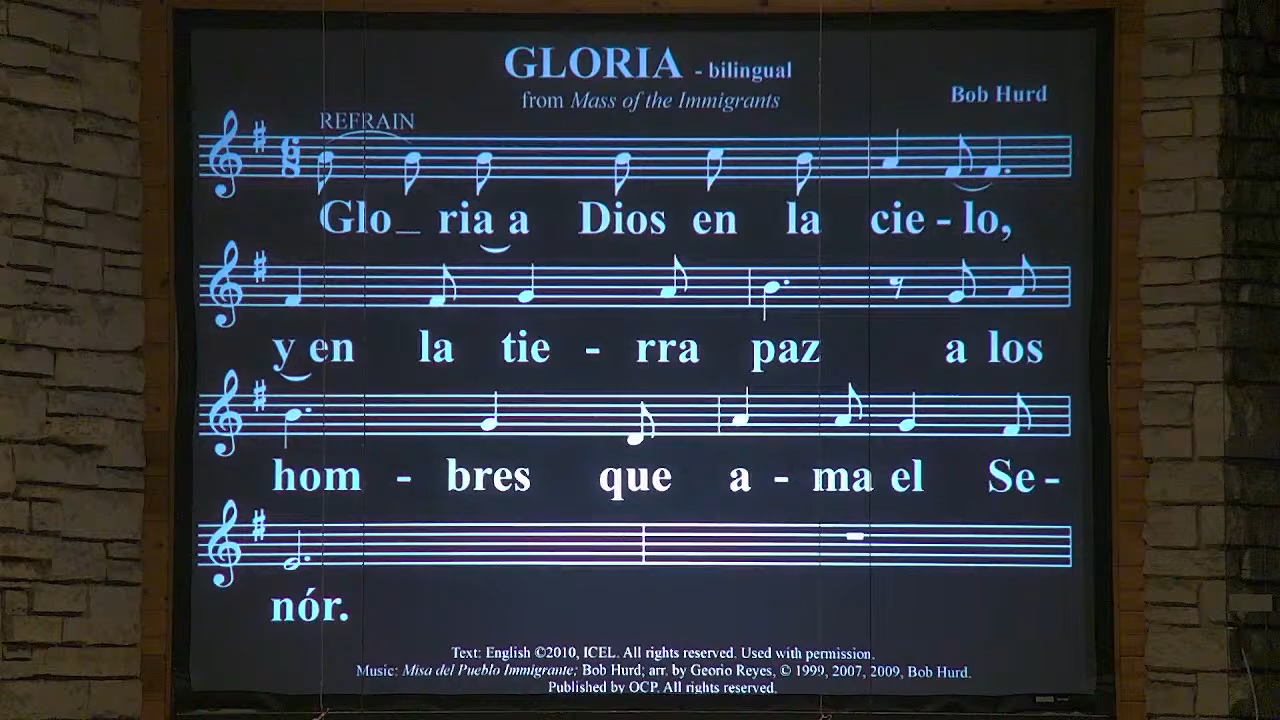 GLORIA - bilingual
from Mass of the Immigrants
Bob Hurd
REFRAIN
6
8
Glo_ ria a Dios en la cie - lo,
y en la tie - rra paz a los
hom - bres que a - ma el Se -
nór.
Text: English ©2010, ICEL. All rights reserved. Used with permission.
Music: Misa del Pueblo Immigrante; Bob Hurd; arr. by Georio Reyes, © 1999, 2007, 2009, Bob Hurd.
Published by OCP. All rights reserved.